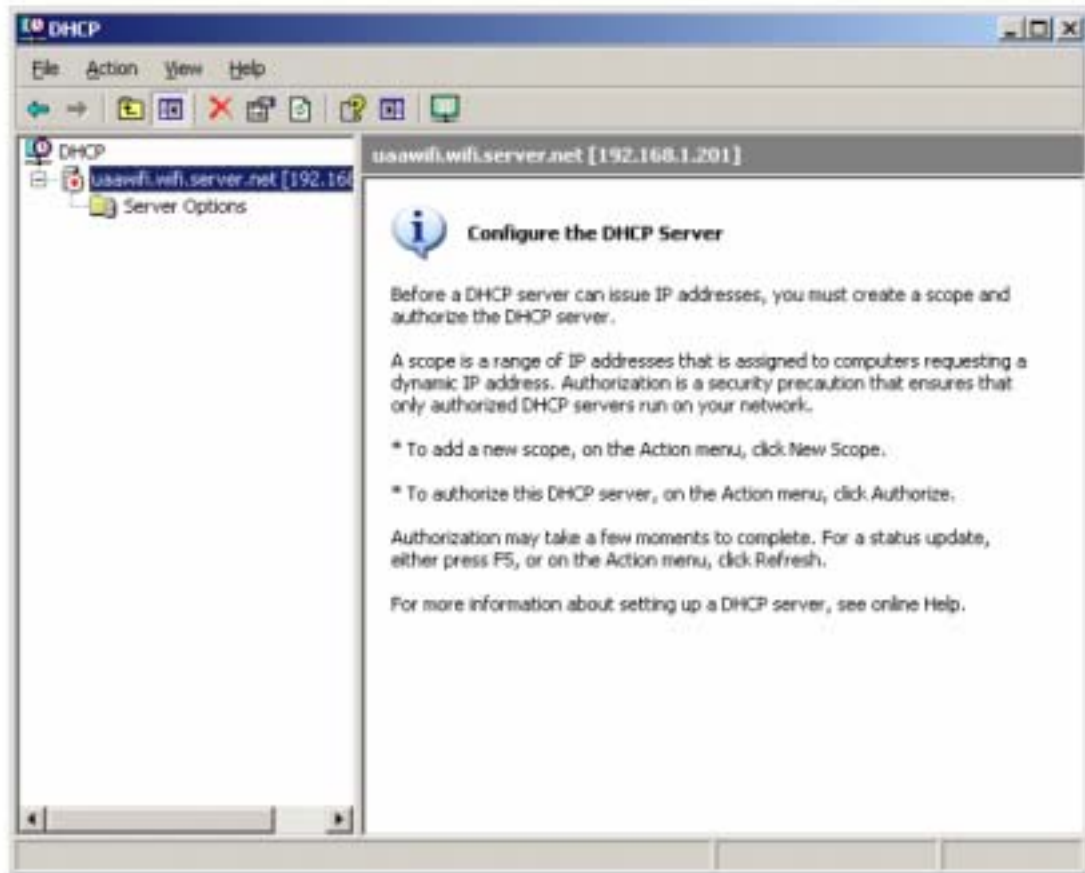 DHCP
File Action View Help
DHCP
uaawifi.wifi.server.net [192.168
Server Options
uaawifi.wifi.server.net [192.168.1.201]
Configure the DHCP Server
Before a DHCP server can issue IP addresses, you must create a scope and
authorize the DHCP server.
A scope is a range of IP addresses that is assigned to computers requesting a
dynamic IP address. Authorization is a security precaution that ensures that
only authorized DHCP servers run on your network.
* To add a new scope, on the Action menu, click New Scope.
* To authorize this DHCP server, on the Action menu, click Authorize.
Authorization may take a few moments to complete. For a status update,
either press F5, or on the Action menu, click Refresh.
For more information about setting up a DHCP server, see online Help.